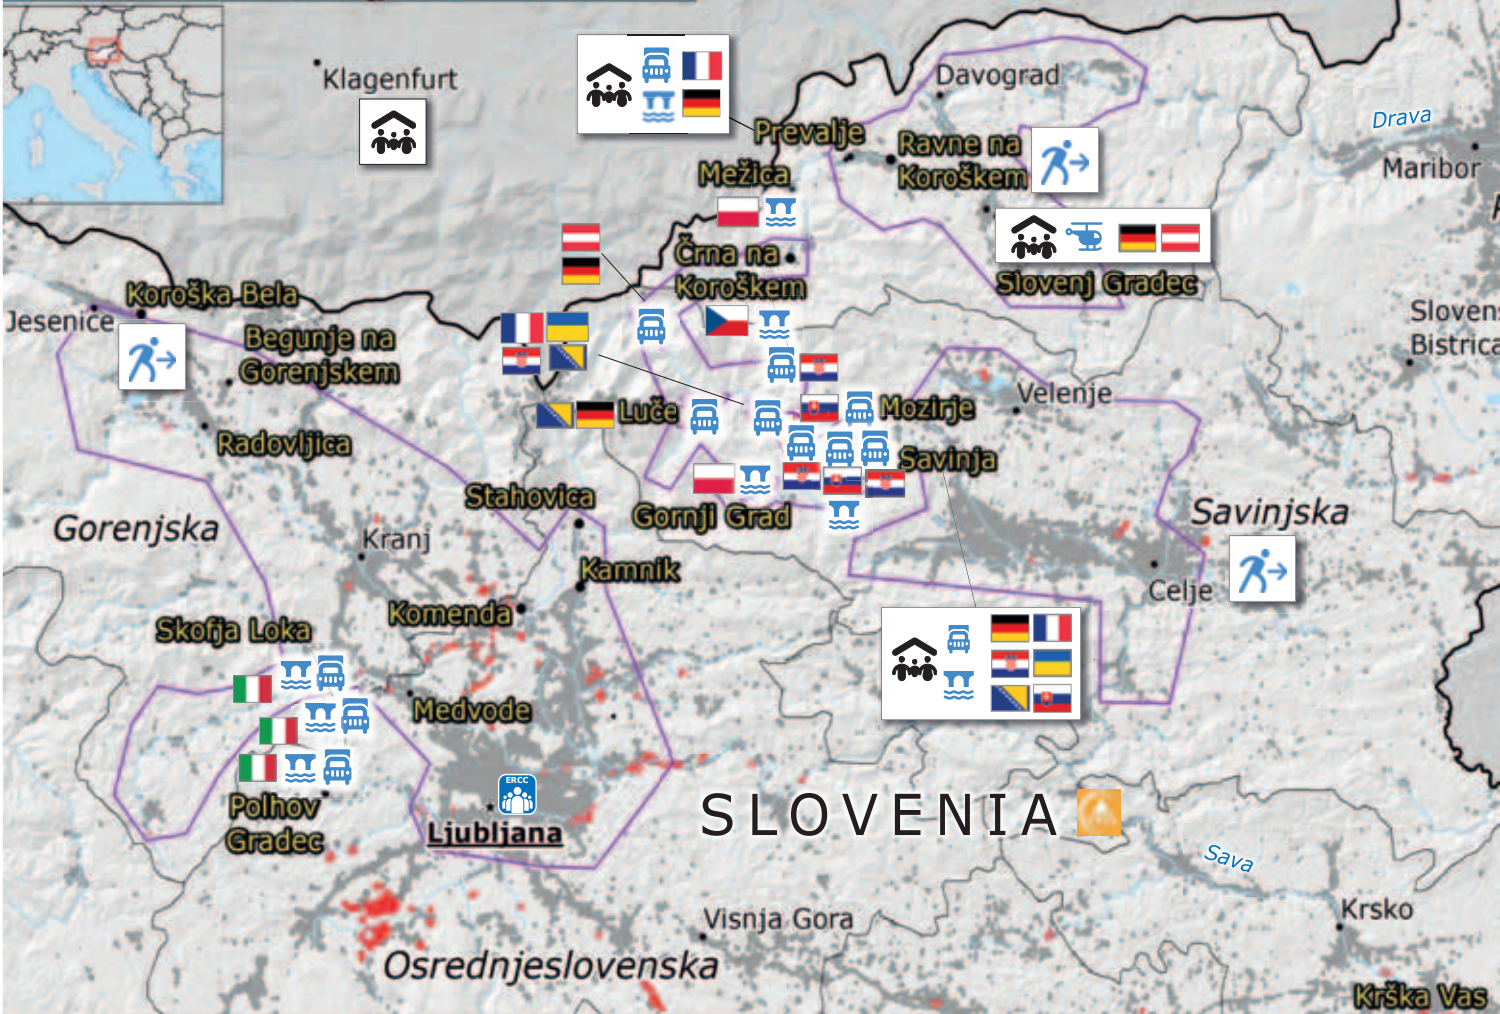 Klagenfurt
Davograd
Drava
Prevalje
Ravne na
Koroškem
Maribor
Mežica
Črna na
Koroškem
Slovenj Gradec
Koroška Bela
Jesenice
Begunje na
Gorenjskem
Slovens
Bistrica
Velenje
Luče
Mozirje
Radovljica
Savinja
Stahovica
Gornji Grad
Savinjska
Gorenjska
Kranj
Kamnik
Celje
Komenda
Skofja Loka
Medvode
ERCC
Polhov
Gradec
Ljubljana
SLOVENIA
Sava
Visnja Gora
Krsko
Osrednjeslovenska
Krška Vas